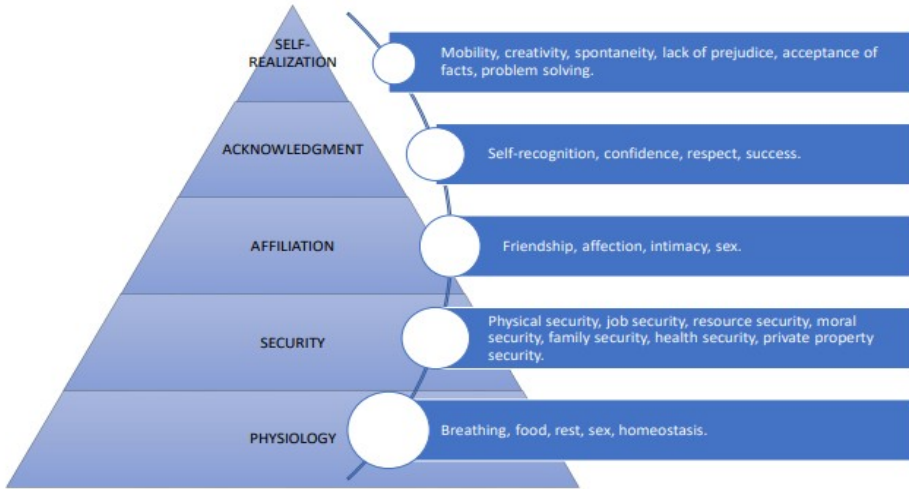 SELF-
REALIZATION
Mobility, creativity, spontaneity, lack of prejudice, acceptance of
facts, problem solving.
ACKNOWLEDGMENT
Self-recognition, confidence, respect, success.
AFFILIATION
Friendship, affection, intimacy, sex.
SECURITY
Physical security, job security, resource security, moral
security, family security, health security, private property
security.
PHYSIOLOGY
Breathing, food, rest, sex, homeostasis.